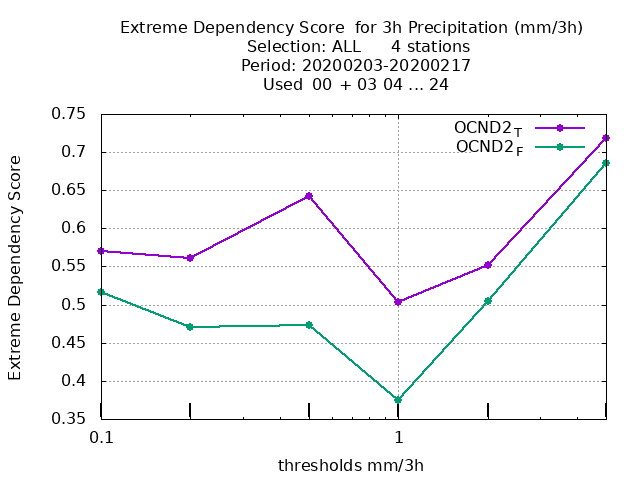 Extreme Dependency Score  for 3h Precipitation (mm/3h)
Selection: ALL      4 stations
Period: 20200203-20200217
Used  00 + 03 04 ... 24
0.75
0.7
0.65
0.6
0.55
0.5
0.45
0.4
0.35
Extreme Dependency Score
OCND2T
OCND2F
0.1
1
thresholds mm/3h